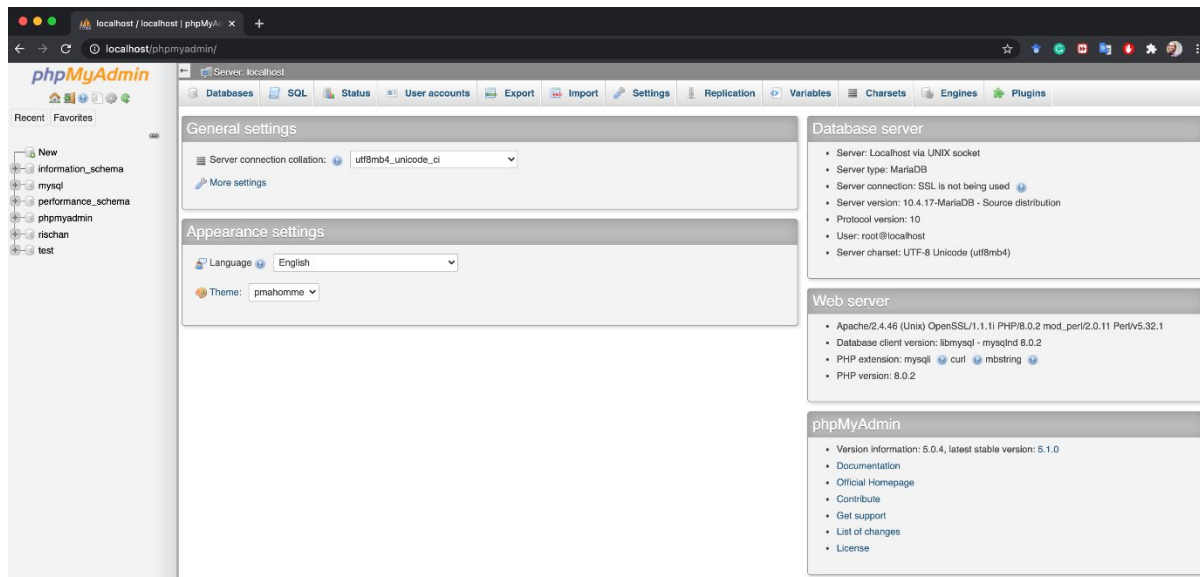 localhost / localhost | phpMyAd
localhost/phpmyadmin/
phpMyAdmin
Recent Favorites
New
information_schema
mysql
performance_schema
phpmyadmin
rischan
test
Server: localhost
Databases SQL Status User accounts Export Import Settings Replication Variables Charsets Engines Plugins
General settings
Server connection collation: utf8mb4_unicode_ci
More settings
Appearance settings
Language English
Theme: pmahomme
Database server
• Server: Localhost via UNIX socket
• Server type: MariaDB
• Server connection: SSL is not being used
• Server version: 10.4.17-MariaDB - Source distribution
• Protocol version: 10
• User: root@localhost
• Server charset: UTF-8 Unicode (utf8mb4)
Web server
• Apache/2.4.46 (Unix) OpenSSL/1.1.1i PHP/8.0.2 mod_perl/2.0.11 Perl/v5.32.1
• Database client version: libmysql - mysqlnd 8.0.2
• PHP extension: mysqli curl mbstring
• PHP version: 8.0.2
phpMyAdmin
• Version information: 5.0.4, latest stable version: 5.1.0
• Documentation
• Official Homepage
• Contribute
• Get support
• List of changes
• License